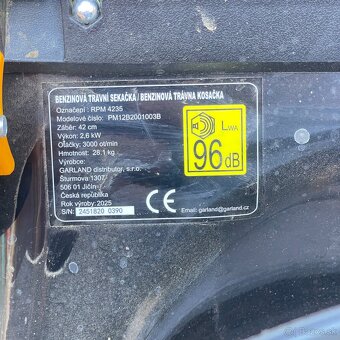 BENZINOVÁ TRAVNÍ SEKAČKA / BENZINOVÁ TRÁVNA KOSAČKA
Označení : RPM 4235
Modelové číslo: PM12B2001003B
Záběr: 42 cm
Výkon: 2,6 kW
Otáčky: 3000 ot/min
Hmotnost: 28.1 kg
Výrobce:
GARLAND distributor, s.r.o.
Šturmova 1307
506 01 Jičín
Česká republika
Rok výroby: 2025
S/N: 2451820 0390
CE
Email: garland@garland.cz
LWA
96 dB